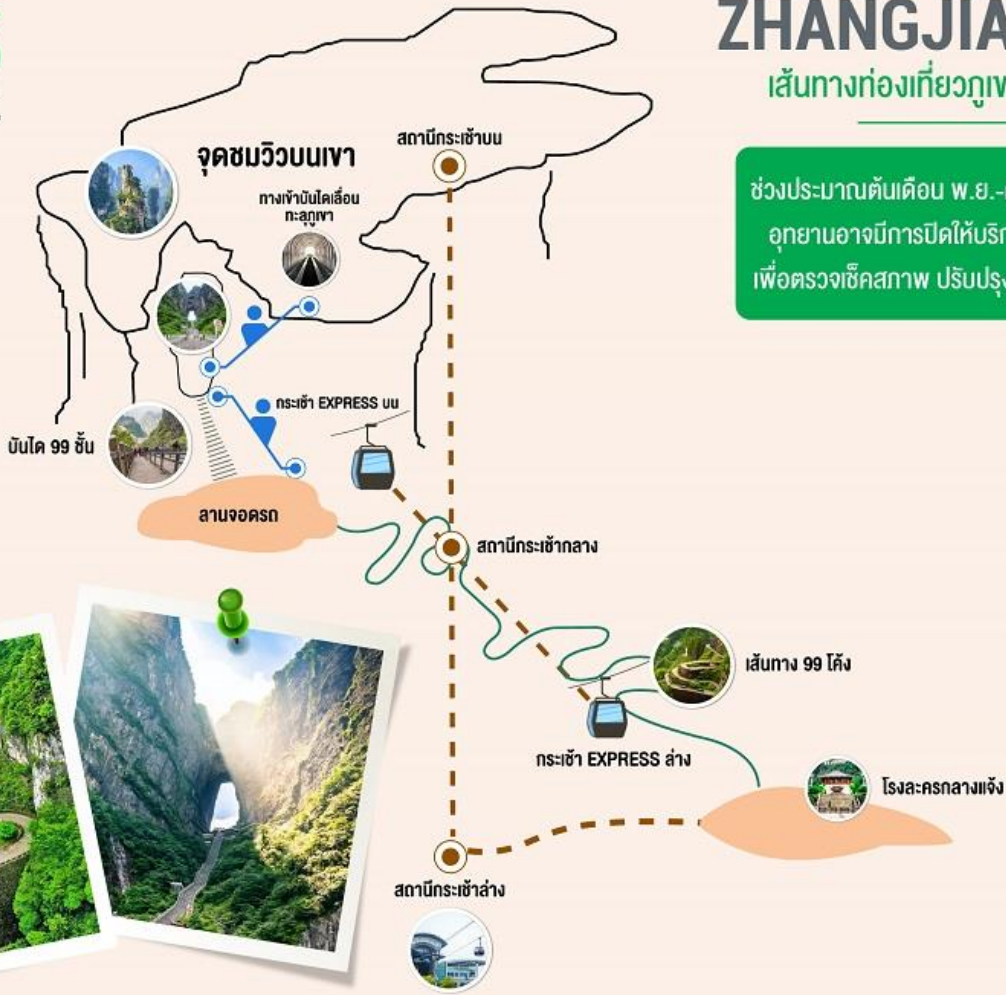 ZHANGJIA
เส้นทางท่องเที่ยวภูเ
ช่วงประมาณต้นเดือน พ.ย.-
อุทยานอาจมีการปิดให้บริ
เพื่อตรวจเช็คสภาพ ปรับปรุง
สถานีกระเช้าบน
จุดชมวิวบนเขา
ทางเข้าบันไดเลื่อน
ทะลุภูเขา
กระเช้า EXPRESS บน
บันได 99 ขั้น
ลานจอดรถ
สถานีกระเช้ากลาง
เส้นทาง 99 โค้ง
กระเช้า EXPRESS ล่าง
โรงละครกลางแจ้ง
สถานีกระเช้าล่าง